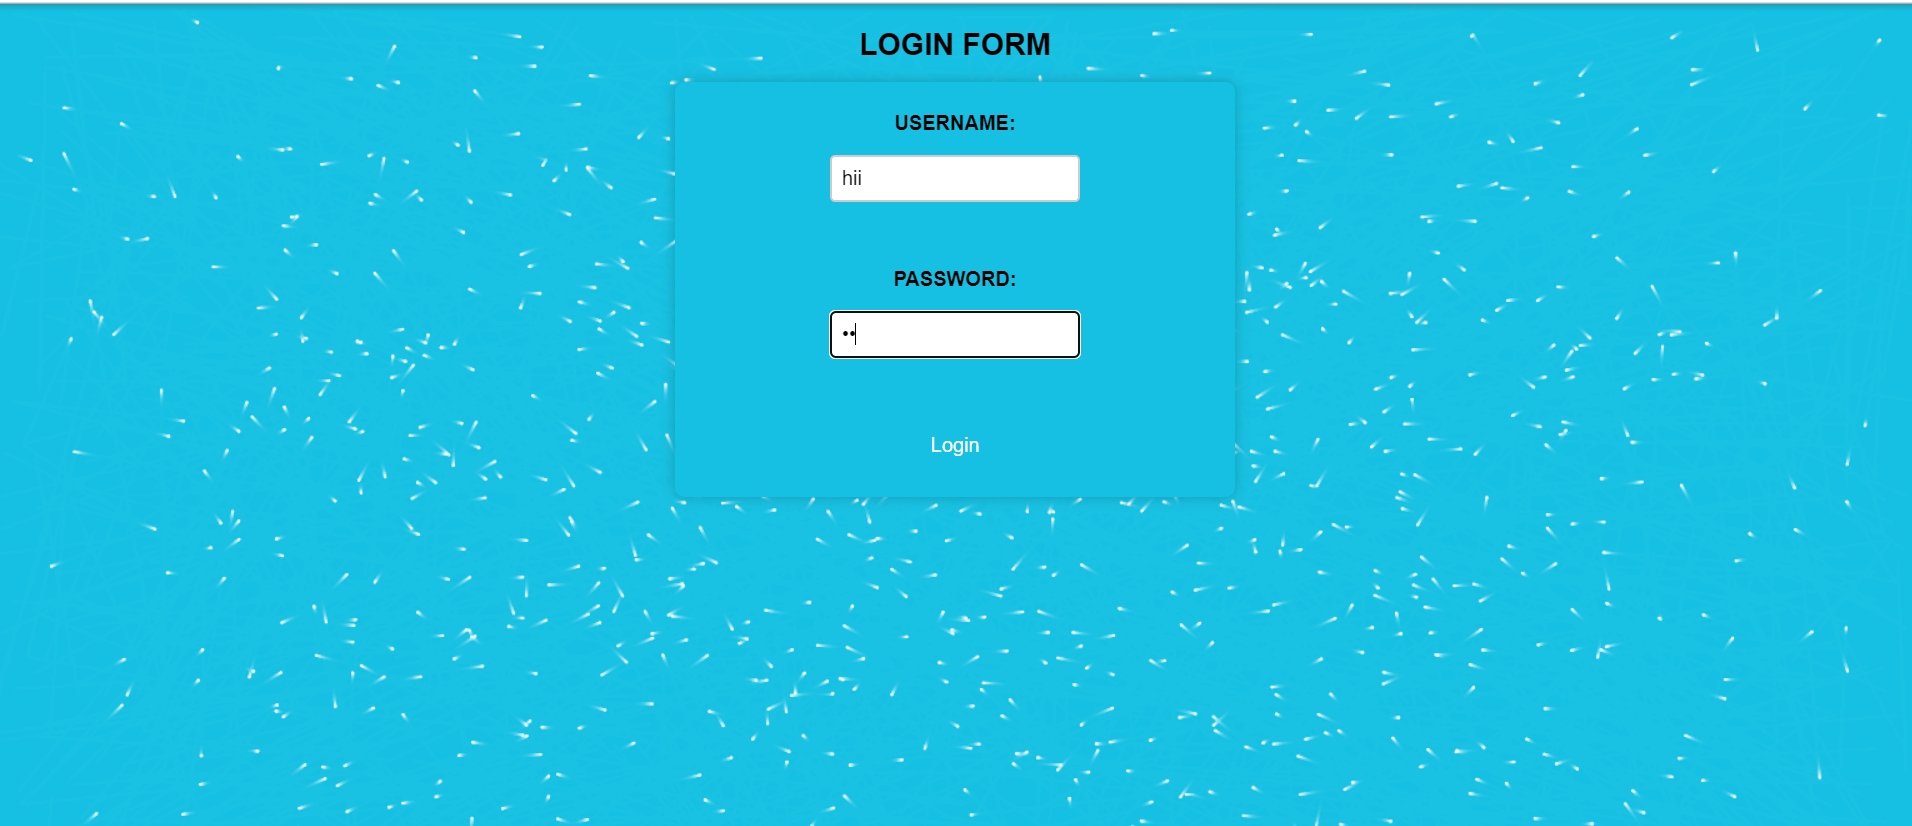 LOGIN FORM
USERNAME:
hii
PASSWORD:
••
Login